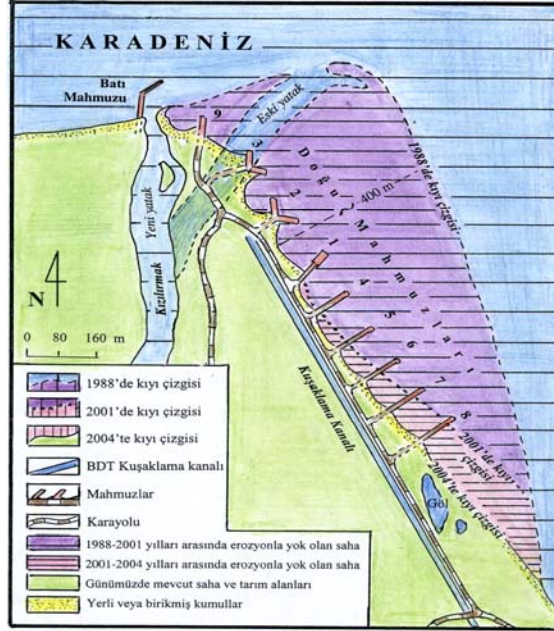 KARADENİZ
Batı
Mahmuzu
Eski yatak
1988'de kıyı çizgisi
9
3
2
1
4
5
6
7
8
Doğu Mahmuzları
400 m
Yeni yatak
Kızılırmak
N
0 80 160 m
Kuşaklama Kanalı
2001'de kıyı
çizgisi
2004'te kıyı çizgisi
Göl
1988'de kıyı çizgisi
2001'de kıyı çizgisi
2004'te kıyı çizgisi
BDT Kuşaklama kanalı
Mahmuzlar
Karayolu
1988-2001 yılları arasında erozyonla yok olan saha
2001-2004 yılları arasında erozyonla yok olan saha
Günümüzde mevcut saha ve tarım alanları
Yerli veya birikmiş kumullar